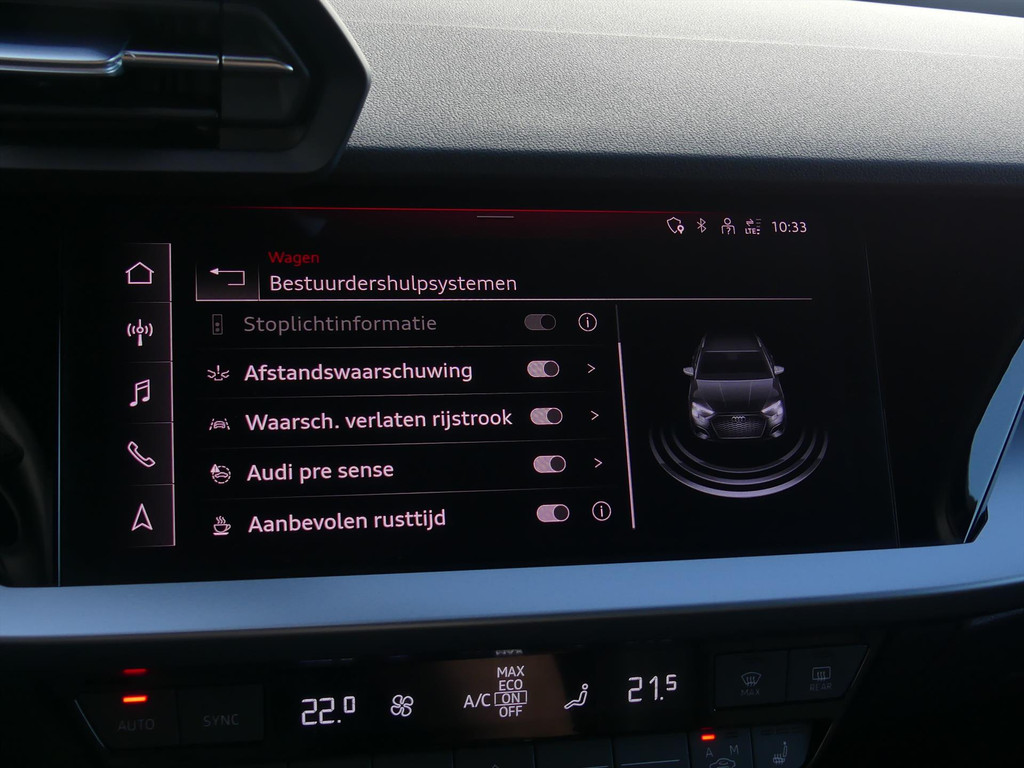 LTE 10:33
Wagen
Bestuurdershulpsystemen
Stoplichtinformatie
Afstandswaarschuwing
Waarsch. verlaten rijstrook
Audi pre sense
Aanbevolen rusttijd
AUTO
SYNC
22.0
A/C
MAX
ECO
ON
OFF
21.5
MAX
REAR
A M